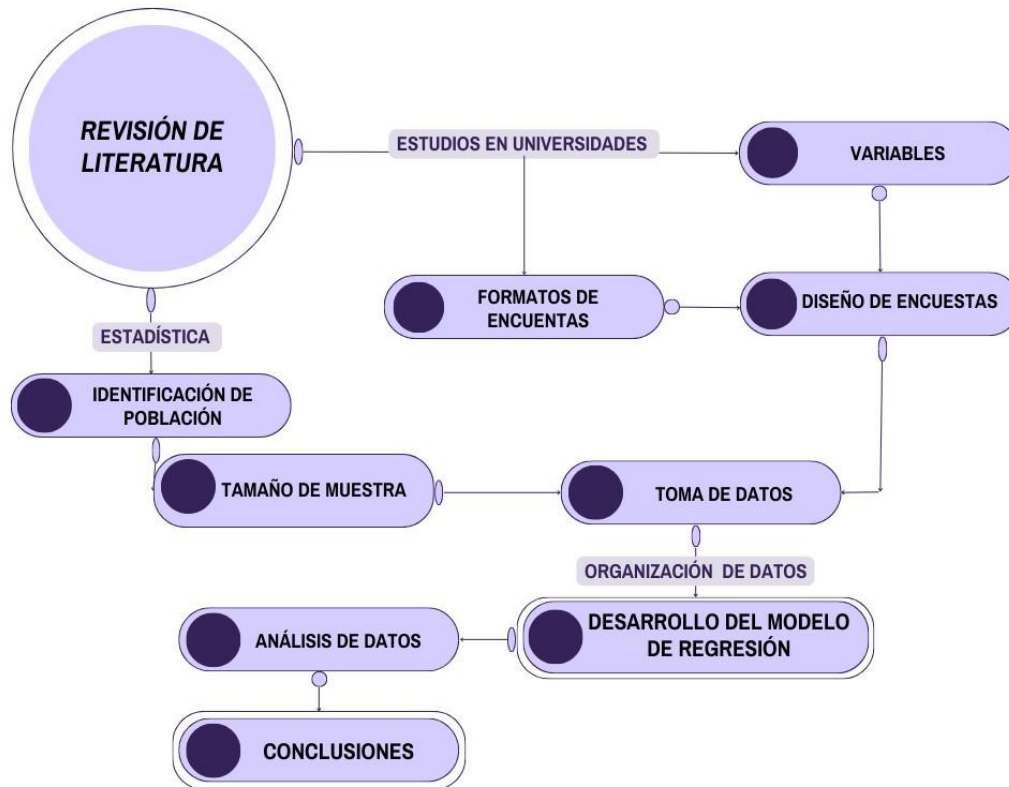 REVISIÓN DE
LITERATURA
ESTUDIOS EN UNIVERSIDADES
VARIABLES
FORMATOS DE
ENCUENTAS
DISEÑO DE ENCUESTAS
ESTADÍSTICA
IDENTIFICACIÓN DE
POBLACIÓN
TAMAÑO DE MUESTRA
TOMA DE DATOS
ORGANIZACIÓN DE DATOS
DESARROLLO DEL MODELO
DE REGRESIÓN
ANÁLISIS DE DATOS
CONCLUSIONES